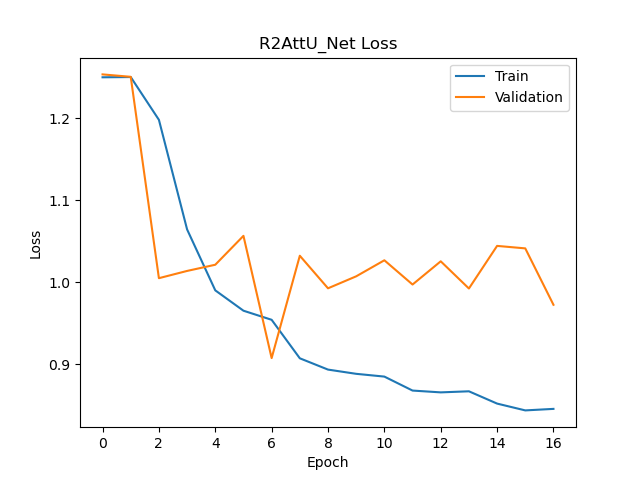 R2AttU_Net Loss
Train
Validation
1.2
1.1
1.0
0.9
Loss
0 2 4 6 8 10 12 14 16
Epoch